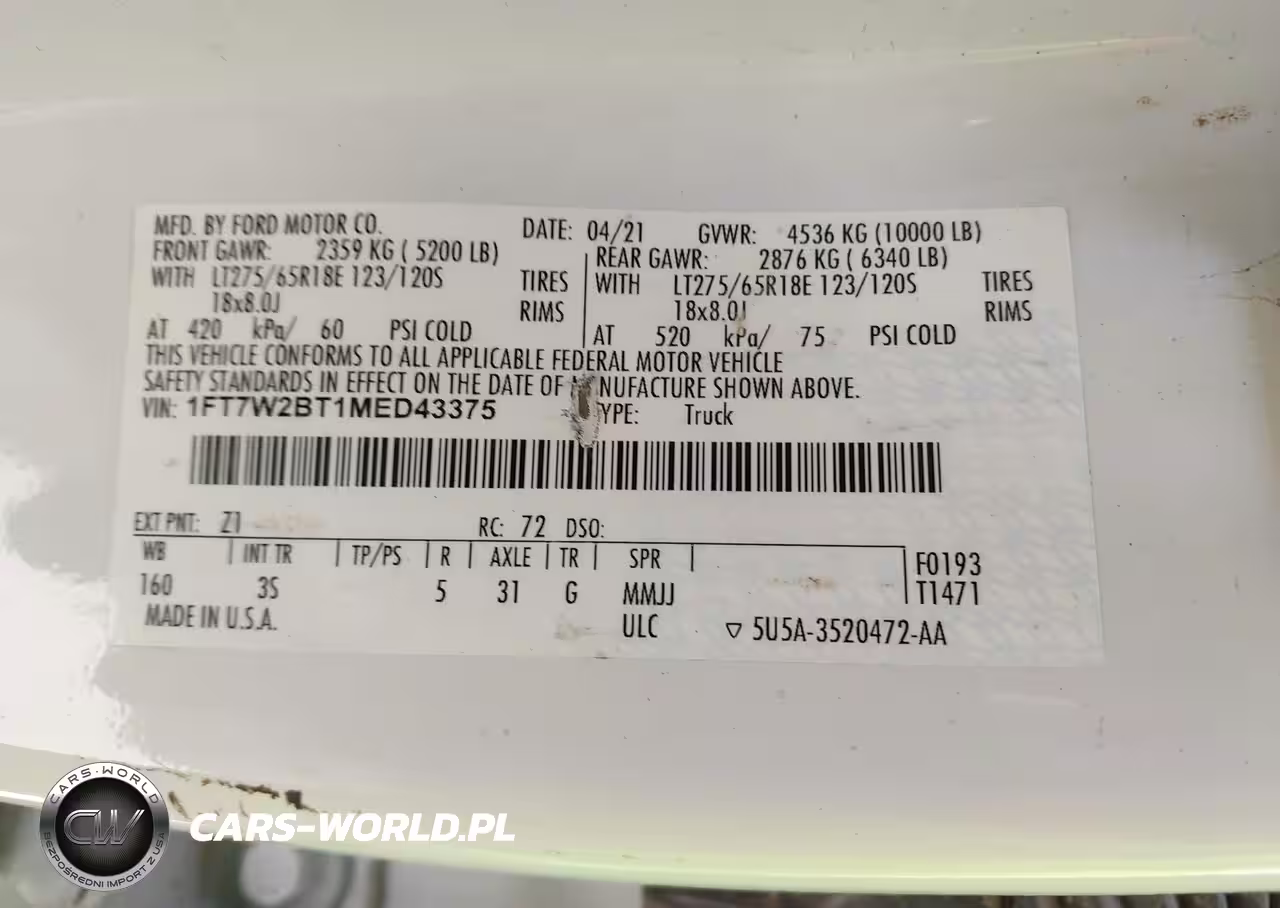 MFD. BY FORD MOTOR CO. DATE: 04/21 GVWR: 4536 KG (10000 LB)
FRONT GAWR: 2359 KG ( 5200 LB) REAR GAWR: 2876 KG ( 6340 LB)
WITH LT275/65R18E 123/120S TIRES WITH LT275/65R18E 123/120S TIRES
18x8.0J RIMS 18x8.0J RIMS
AT 420 kPa/ 60 PSI COLD AT 520 kPa/ 75 PSI COLD
THIS VEHICLE CONFORMS TO ALL APPLICABLE FEDERAL MOTOR VEHICLE
SAFETY STANDARDS IN EFFECT ON THE DATE OF MANUFACTURE SHOWN ABOVE.
VIN: 1FT7W2BT1MED43375 YPE: Truck
EXT PNT: Z1 RC: 72 DSO:
WB INT TR TP/PS R AXLE TR SPR F0193
160 3S 5 31 G MMJJ T1471
MADE IN U.S.A. ULC ▽ 5U5A-3520472-AA
CARS-WORLD
CW
BEZPOŚREDNI IMPORT Z USA
CARS-WORLD.PL